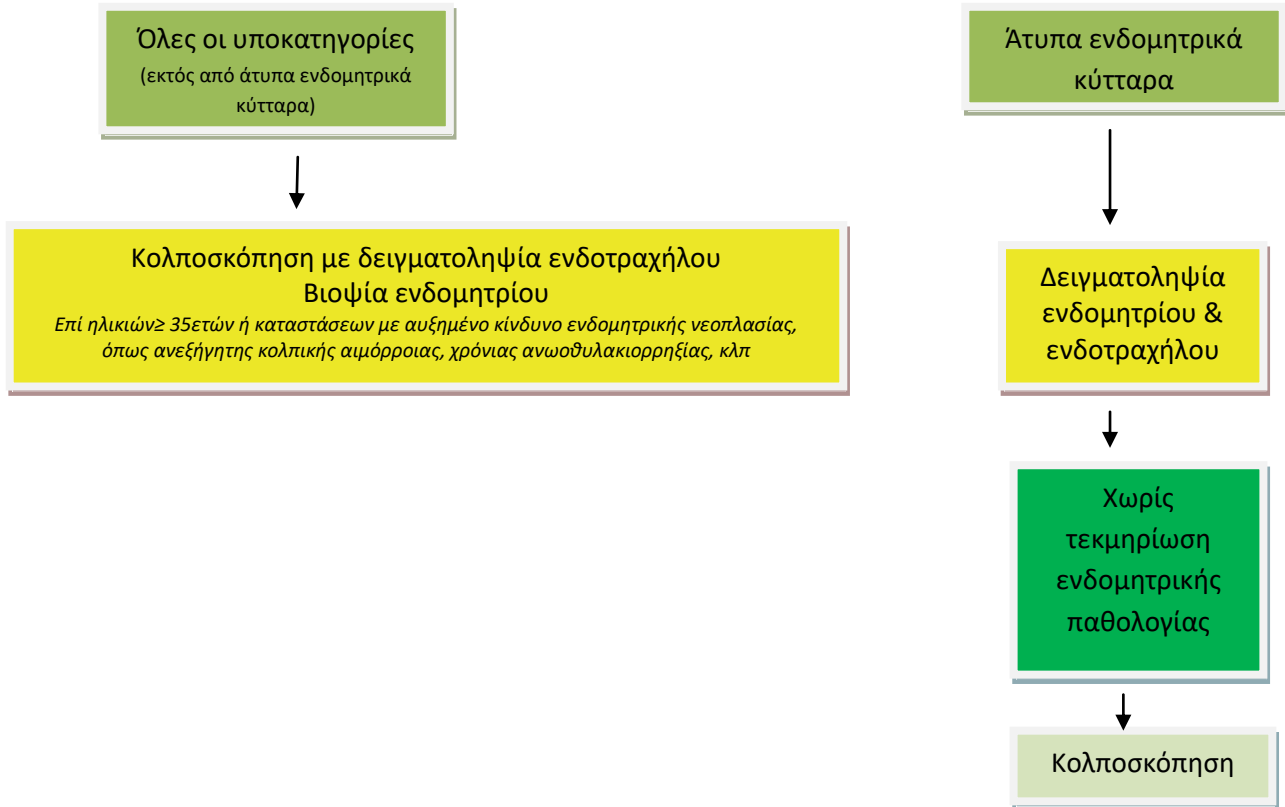 Όλες οι υποκατηγορίες
(εκτός από άτυπα ενδομητρικά
κύτταρα)
Κολποσκόπηση με δειγματοληψία ενδοτραχήλου
Βιοψία ενδομητρίου
Επί ηλικιών≥ 35ετών ή καταστάσεων με αυξημένο κίνδυνο ενδομητρικής νεοπλασίας,
όπως ανεξήγητης κολπικής αιμόρροιας, χρόνιας ανωοθυλακιορρηξίας, κλπ
Άτυπα ενδομητρικά
κύτταρα
Δειγματοληψία
ενδομητρίου &
ενδοτραχήλου
Χωρίς
τεκμηρίωση
ενδομητρικής
παθολογίας
Κολποσκόπηση